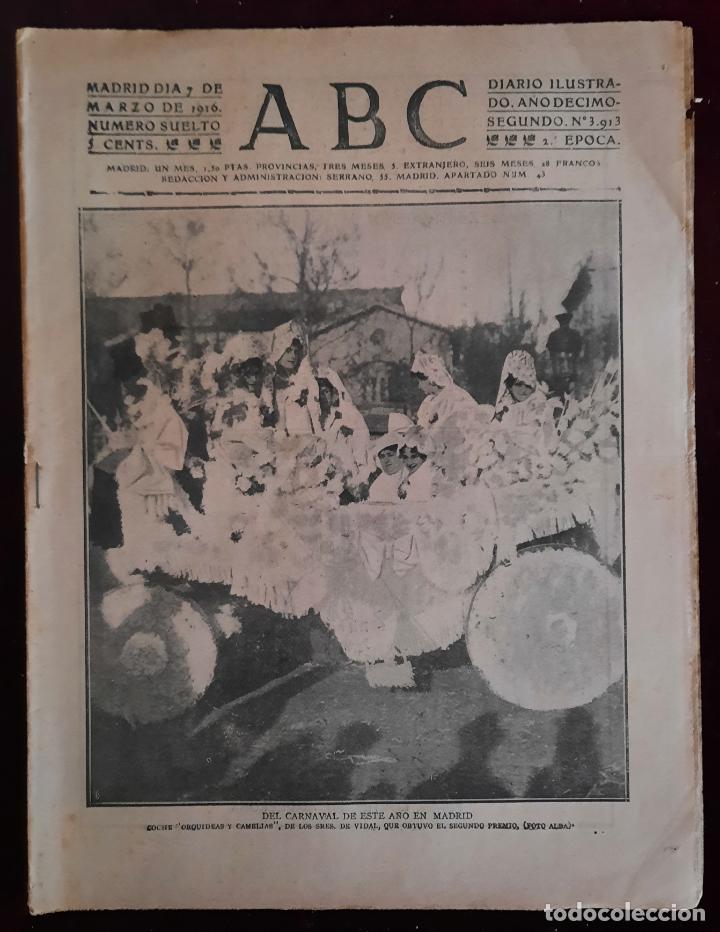 MADRID DIA 7 DE
MARZO DE 1916.
NUMERO SUELTO
5 CENTS.
ABC
DIARIO ILUSTRA-
DO. AÑO DECIMO-
SEGUNDO. Nº 3.913
2.ª EPOCA.
MADRID: UN MES, 1,50 PTAS. PROVINCIAS, TRES MESES, 5. EXTRANJERO, SEIS MESES, 28 FRANCOS
REDACCION Y ADMINISTRACION: SERRANO, 55, MADRID. APARTADO NUM. 43
DEL CARNAVAL DE ESTE AÑO EN MADRID
COCHE "ORQUIDEAS Y CAMELIAS", DE LOS SRES. DE VIDAL, QUE OBTUVO EL SEGUNDO PREMIO. (FOTO ALBA)
todocoleccion